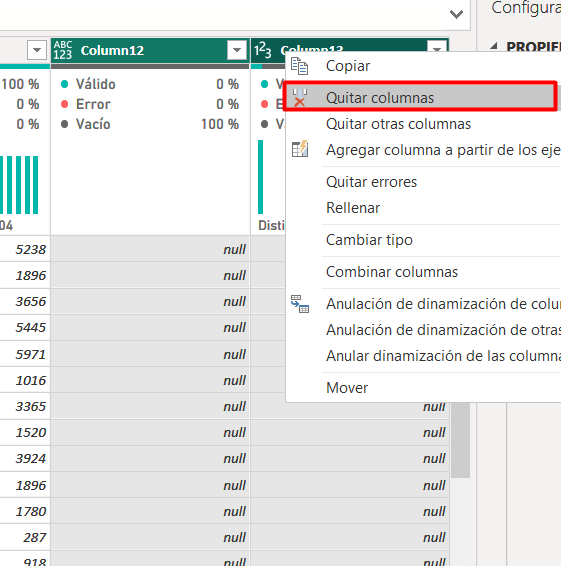 Configura
ABC
123
Column12
1²3
Column13
PROPIE
100 %
0 %
0 %
Válido
0 %
Error
0 %
Vacío
100 %
04
Disti
Copiar
Quitar columnas
Quitar otras columnas
Agregar columna a partir de los eje
Quitar errores
Rellenar
Cambiar tipo
Combinar columnas
Anulación de dinamización de colu
Anulación de dinamización de otras
Anular dinamización de las columna
Mover
5238 null
1896 null
3656 null
5445 null
5971 null
1016 null
3365 null null
1520 null null
3924 null null
1896 null null
1780 null null
287 null null
918 null null